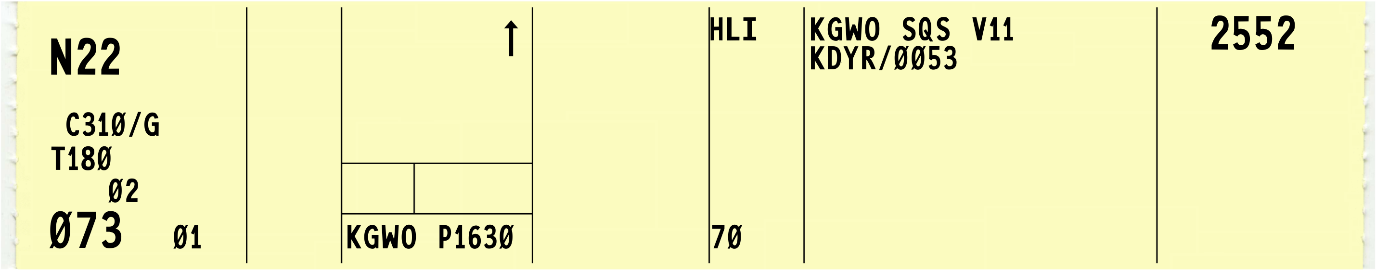 N22
C310/G
T180
02
073 01
↑
KGWO P1630
HLI
70
KGWO SQS V11
KDYR/0053
2552